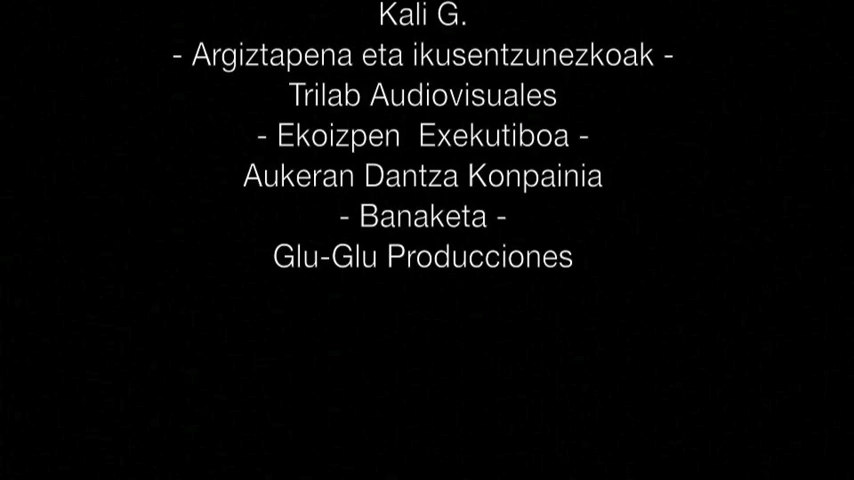 Kali G.
- Argiztapena eta ikusentzunezkoak -
Trilab Audiovisuales
- Ekoizpen  Exekutiboa -
Aukeran Dantza Konpainia
- Banaketa -
Glu-Glu Producciones